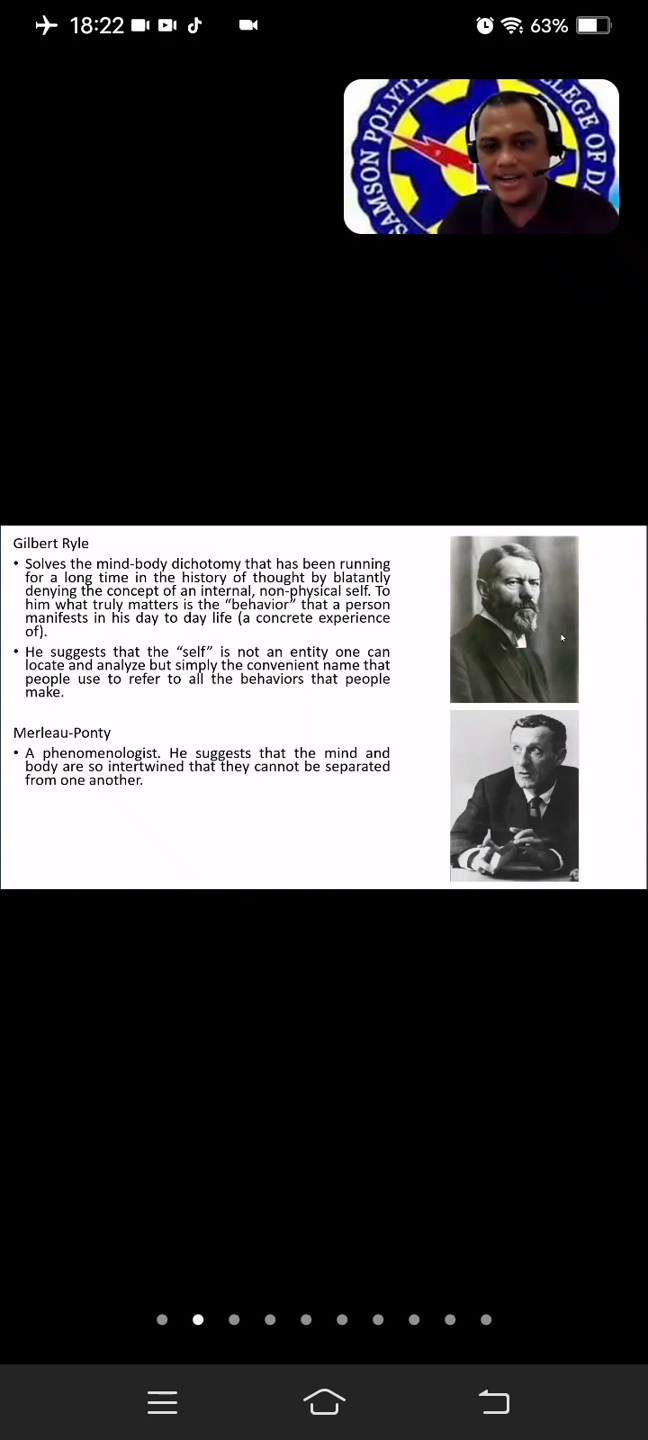 18:22
63%
SAMSON POLYTE
LLEGE OF DA
Gilbert Ryle
• Solves the mind-body dichotomy that has been running
for a long time in the history of thought by blatantly
denying the concept of an internal, non-physical self. To
him what truly matters is the “behavior” that a person
manifests in his day to day life (a concrete experience
of).
• He suggests that the “self” is not an entity one can
locate and analyze but simply the convenient name that
people use to refer to all the behaviors that people
make.
Merleau-Ponty
• A phenomenologist. He suggests that the mind and
body are so intertwined that they cannot be separated
from one another.